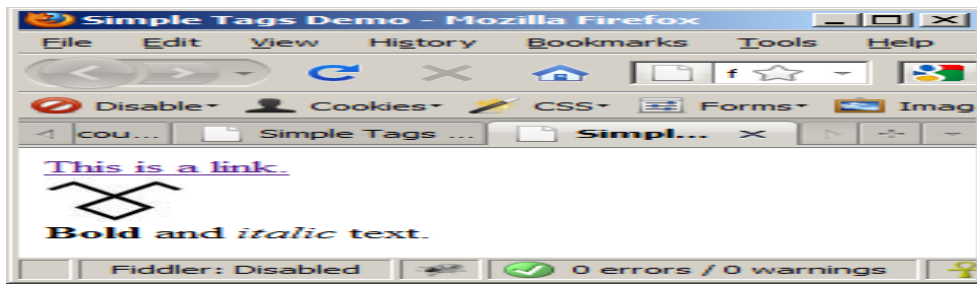 Simple Tags Demo - Mozilla Firefox
File Edit View History Bookmarks Tools Help
f
Disable CSS Cookies CSS Forms Imag
cou... Simple Tags ... Simpl...
This is a link.
Bold and italic text.
Fiddler: Disabled 0 errors / 0 warnings